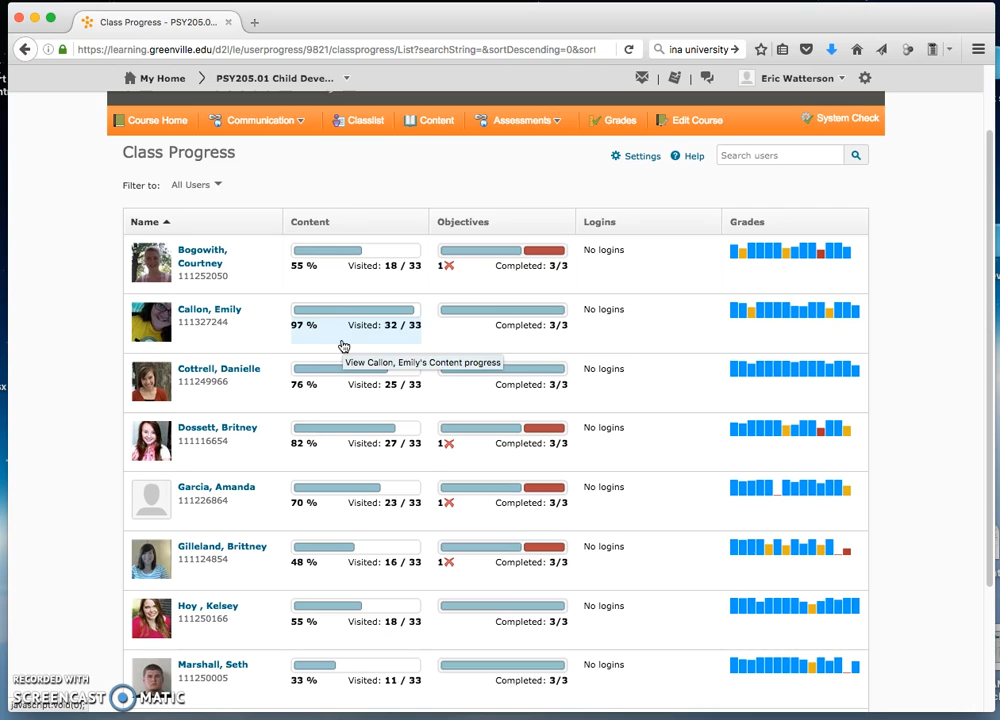 Class Progress - PSY205.0... × +
https://learning.greenville.edu/d2l/le/userprogress/9821/classprogress/List?searchString=&sortDescending=0&sort
ina university
My Home PSY205.01 Child Deve...
Eric Watterson
Course Home Communication Classlist Content Assessments Grades Edit Course System Check
Class Progress
Settings Help Search users
Filter to: All Users
Name Content Objectives Logins Grades
Bogowith, Courtney
111252050
55 % Visited: 18 / 33
1 Completed: 3/3
No logins
Callon, Emily
111327244
97 % Visited: 32 / 33
Completed: 3/3
No logins
View Callon, Emily's Content progress
Cottrell, Danielle
111249966
76 % Visited: 25 / 33
Completed: 3/3
No logins
Dossett, Britney
111116654
82 % Visited: 27 / 33
1 Completed: 3/3
No logins
Garcia, Amanda
111226864
70 % Visited: 23 / 33
1 Completed: 3/3
No logins
Gilleland, Brittney
111124854
48 % Visited: 16 / 33
1 Completed: 3/3
No logins
Hoy , Kelsey
111250166
55 % Visited: 18 / 33
Completed: 3/3
No logins
Marshall, Seth
111250005
33 % Visited: 11 / 33
Completed: 3/3
No logins
RECORDED WITH
SCREENCAST MATIC
javascript:void(0);